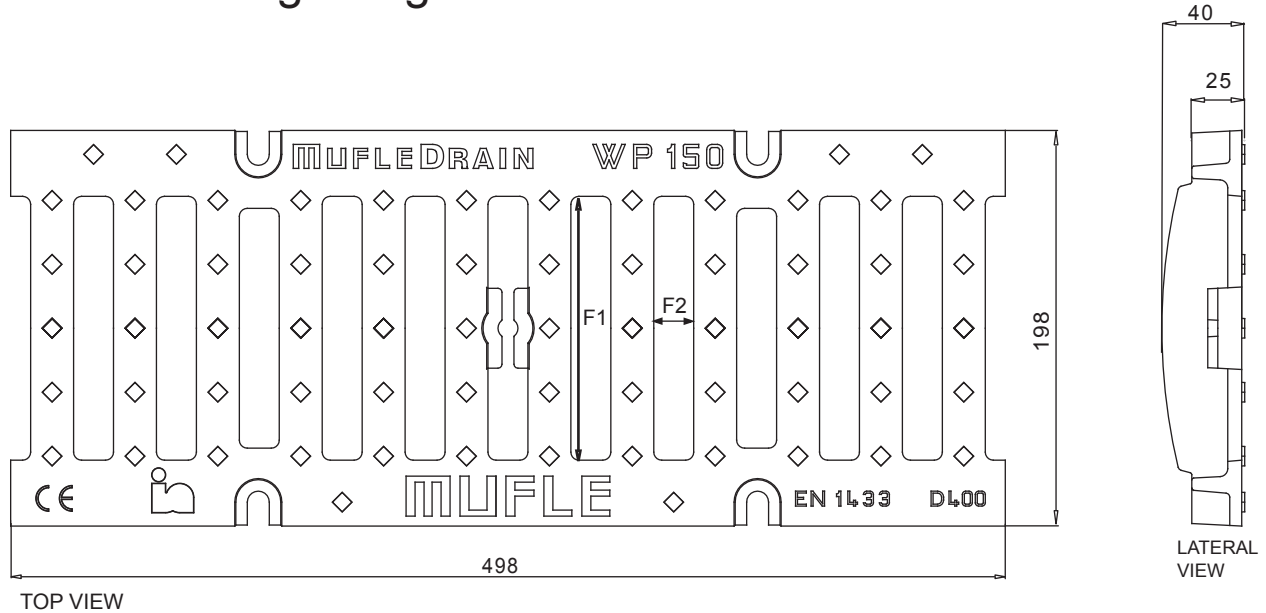 40
25
MUFLEDRAIN WP 150
F1
F2
198
CE
MUFLE
EN 1433 D400
498
LATERAL
VIEW
TOP VIEW